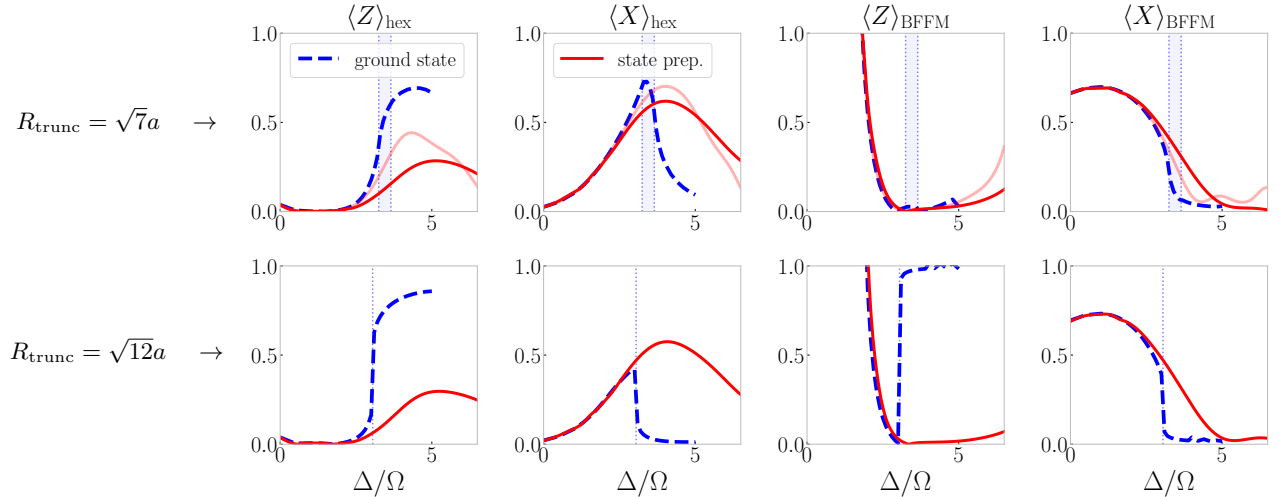 ⟨Z⟩hex ⟨X⟩hex ⟨Z⟩BFFM ⟨X⟩BFFM
1.0 1.0 1.0 1.0
ground state state prep.
Rtrunc = √7a → 0.5 0.5 0.5 0.5
0.0 0.0 0.0 0.0
0 5 0 5 0 5 0 5
1.0 1.0 1.0 1.0
Rtrunc = √12a → 0.5 0.5 0.5 0.5
0.0 0.0 0.0 0.0
0 5 0 5 0 5 0 5
Δ/Ω Δ/Ω Δ/Ω Δ/Ω